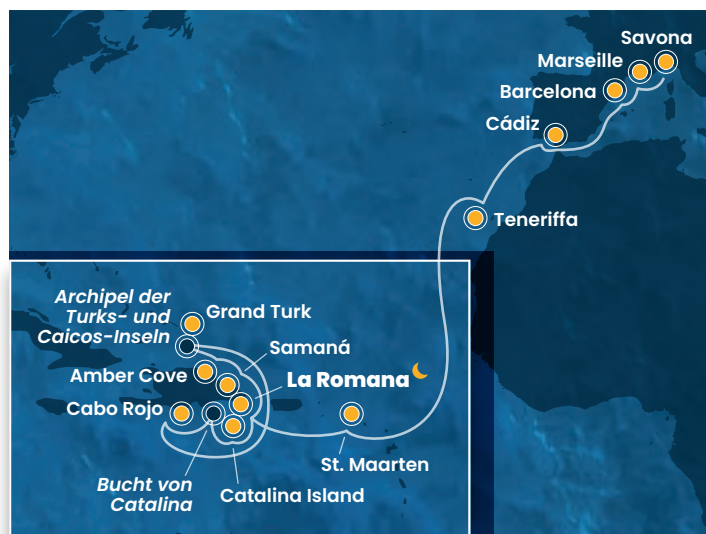 Savona
Marseille
Barcelona
Cádiz
Teneriffa
Archipel der
Turks- und
Caicos-Inseln
Grand Turk
Samaná
Amber Cove
La Romana
Cabo Rojo
St. Maarten
Bucht von
Catalina
Catalina Island